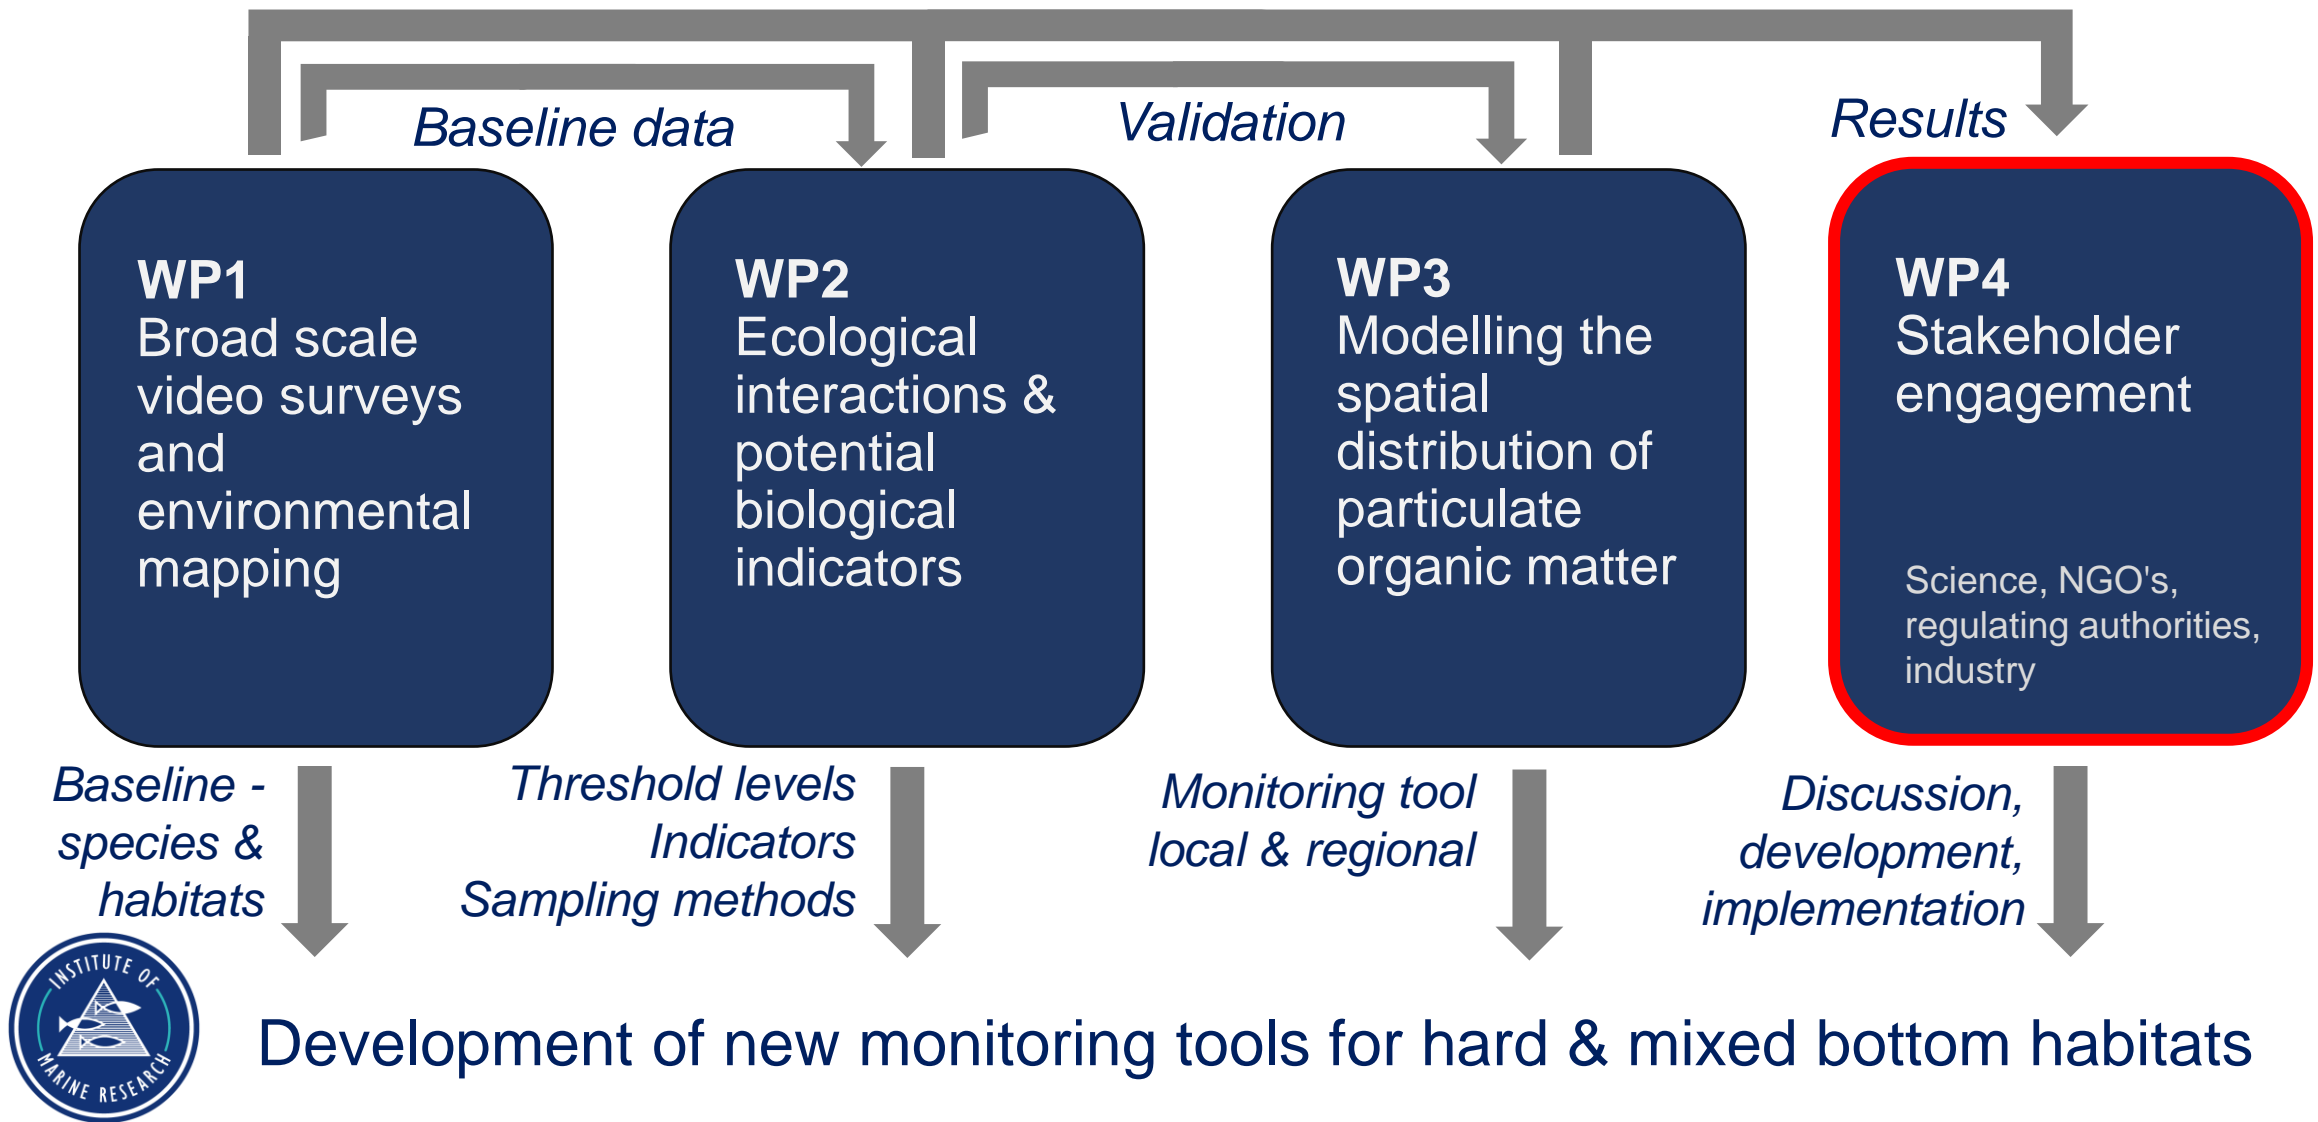 Baseline data
Validation
Results
WP1
Broad scale
video surveys
and
environmental
mapping
WP2
Ecological
interactions &
potential
biological
indicators
WP3
Modelling the
spatial
distribution of
particulate
organic matter
WP4
Stakeholder
engagement
Science, NGO's,
regulating authorities,
industry
Baseline -
species &
habitats
Threshold levels
Indicators
Sampling methods
Monitoring tool
local & regional
Discussion,
development,
implementation
INSTITUTE OF
MARINE RESEARCH
Development of new monitoring tools for hard & mixed bottom habitats